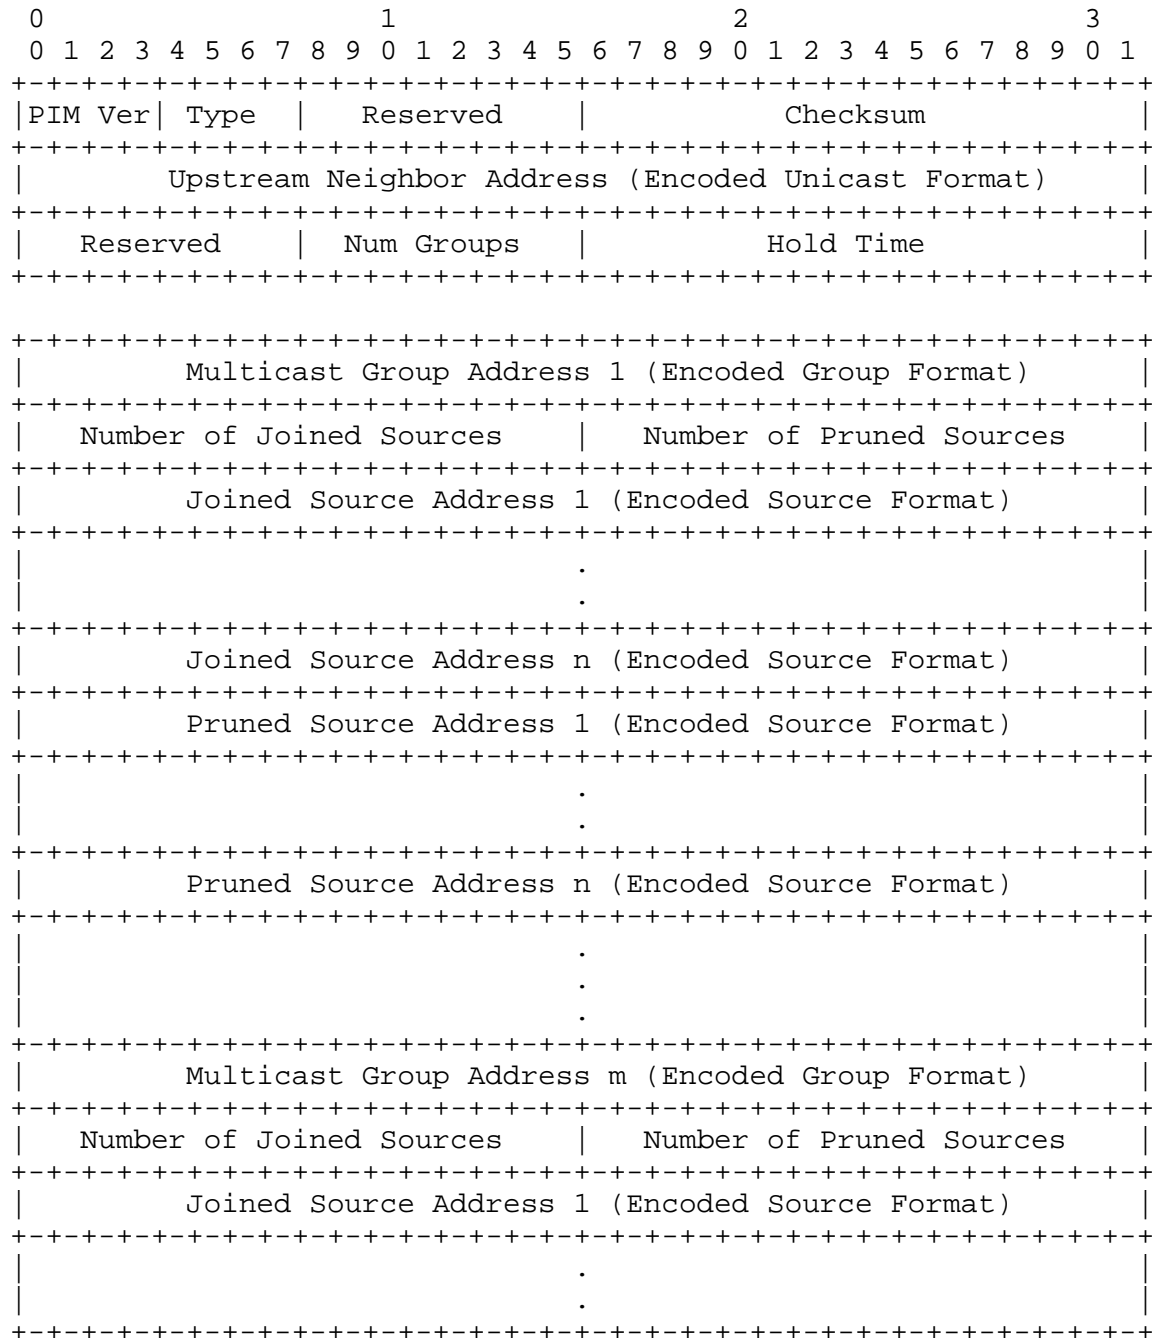 0                   1                   2                   3
 0 1 2 3 4 5 6 7 8 9 0 1 2 3 4 5 6 7 8 9 0 1 2 3 4 5 6 7 8 9 0 1
+-+-+-+-+-+-+-+-+-+-+-+-+-+-+-+-+-+-+-+-+-+-+-+-+-+-+-+-+-+-+-+-+
|PIM Ver| Type  |   Reserved    |           Checksum            |
+-+-+-+-+-+-+-+-+-+-+-+-+-+-+-+-+-+-+-+-+-+-+-+-+-+-+-+-+-+-+-+-+
|        Upstream Neighbor Address (Encoded Unicast Format)     |
+-+-+-+-+-+-+-+-+-+-+-+-+-+-+-+-+-+-+-+-+-+-+-+-+-+-+-+-+-+-+-+-+
|   Reserved    |  Num Groups   |          Hold Time            |
+-+-+-+-+-+-+-+-+-+-+-+-+-+-+-+-+-+-+-+-+-+-+-+-+-+-+-+-+-+-+-+-+

+-+-+-+-+-+-+-+-+-+-+-+-+-+-+-+-+-+-+-+-+-+-+-+-+-+-+-+-+-+-+-+-+
|         Multicast Group Address 1 (Encoded Group Format)      |
+-+-+-+-+-+-+-+-+-+-+-+-+-+-+-+-+-+-+-+-+-+-+-+-+-+-+-+-+-+-+-+-+
|   Number of Joined Sources    |   Number of Pruned Sources    |
+-+-+-+-+-+-+-+-+-+-+-+-+-+-+-+-+-+-+-+-+-+-+-+-+-+-+-+-+-+-+-+-+
|         Joined Source Address 1 (Encoded Source Format)       |
+-+-+-+-+-+-+-+-+-+-+-+-+-+-+-+-+-+-+-+-+-+-+-+-+-+-+-+-+-+-+-+-+
|                               .                               |
|                               .                               |
+-+-+-+-+-+-+-+-+-+-+-+-+-+-+-+-+-+-+-+-+-+-+-+-+-+-+-+-+-+-+-+-+
|         Joined Source Address n (Encoded Source Format)       |
+-+-+-+-+-+-+-+-+-+-+-+-+-+-+-+-+-+-+-+-+-+-+-+-+-+-+-+-+-+-+-+-+
|         Pruned Source Address 1 (Encoded Source Format)       |
+-+-+-+-+-+-+-+-+-+-+-+-+-+-+-+-+-+-+-+-+-+-+-+-+-+-+-+-+-+-+-+-+
|                               .                               |
|                               .                               |
+-+-+-+-+-+-+-+-+-+-+-+-+-+-+-+-+-+-+-+-+-+-+-+-+-+-+-+-+-+-+-+-+
|         Pruned Source Address n (Encoded Source Format)       |
+-+-+-+-+-+-+-+-+-+-+-+-+-+-+-+-+-+-+-+-+-+-+-+-+-+-+-+-+-+-+-+-+
|                               .                               |
|                               .                               |
|                               .                               |
+-+-+-+-+-+-+-+-+-+-+-+-+-+-+-+-+-+-+-+-+-+-+-+-+-+-+-+-+-+-+-+-+
|         Multicast Group Address m (Encoded Group Format)      |
+-+-+-+-+-+-+-+-+-+-+-+-+-+-+-+-+-+-+-+-+-+-+-+-+-+-+-+-+-+-+-+-+
|   Number of Joined Sources    |   Number of Pruned Sources    |
+-+-+-+-+-+-+-+-+-+-+-+-+-+-+-+-+-+-+-+-+-+-+-+-+-+-+-+-+-+-+-+-+
|         Joined Source Address 1 (Encoded Source Format)       |
+-+-+-+-+-+-+-+-+-+-+-+-+-+-+-+-+-+-+-+-+-+-+-+-+-+-+-+-+-+-+-+-+
|                               .                               |
|                               .                               |
+-+-+-+-+-+-+-+-+-+-+-+-+-+-+-+-+-+-+-+-+-+-+-+-+-+-+-+-+-+-+-+-+